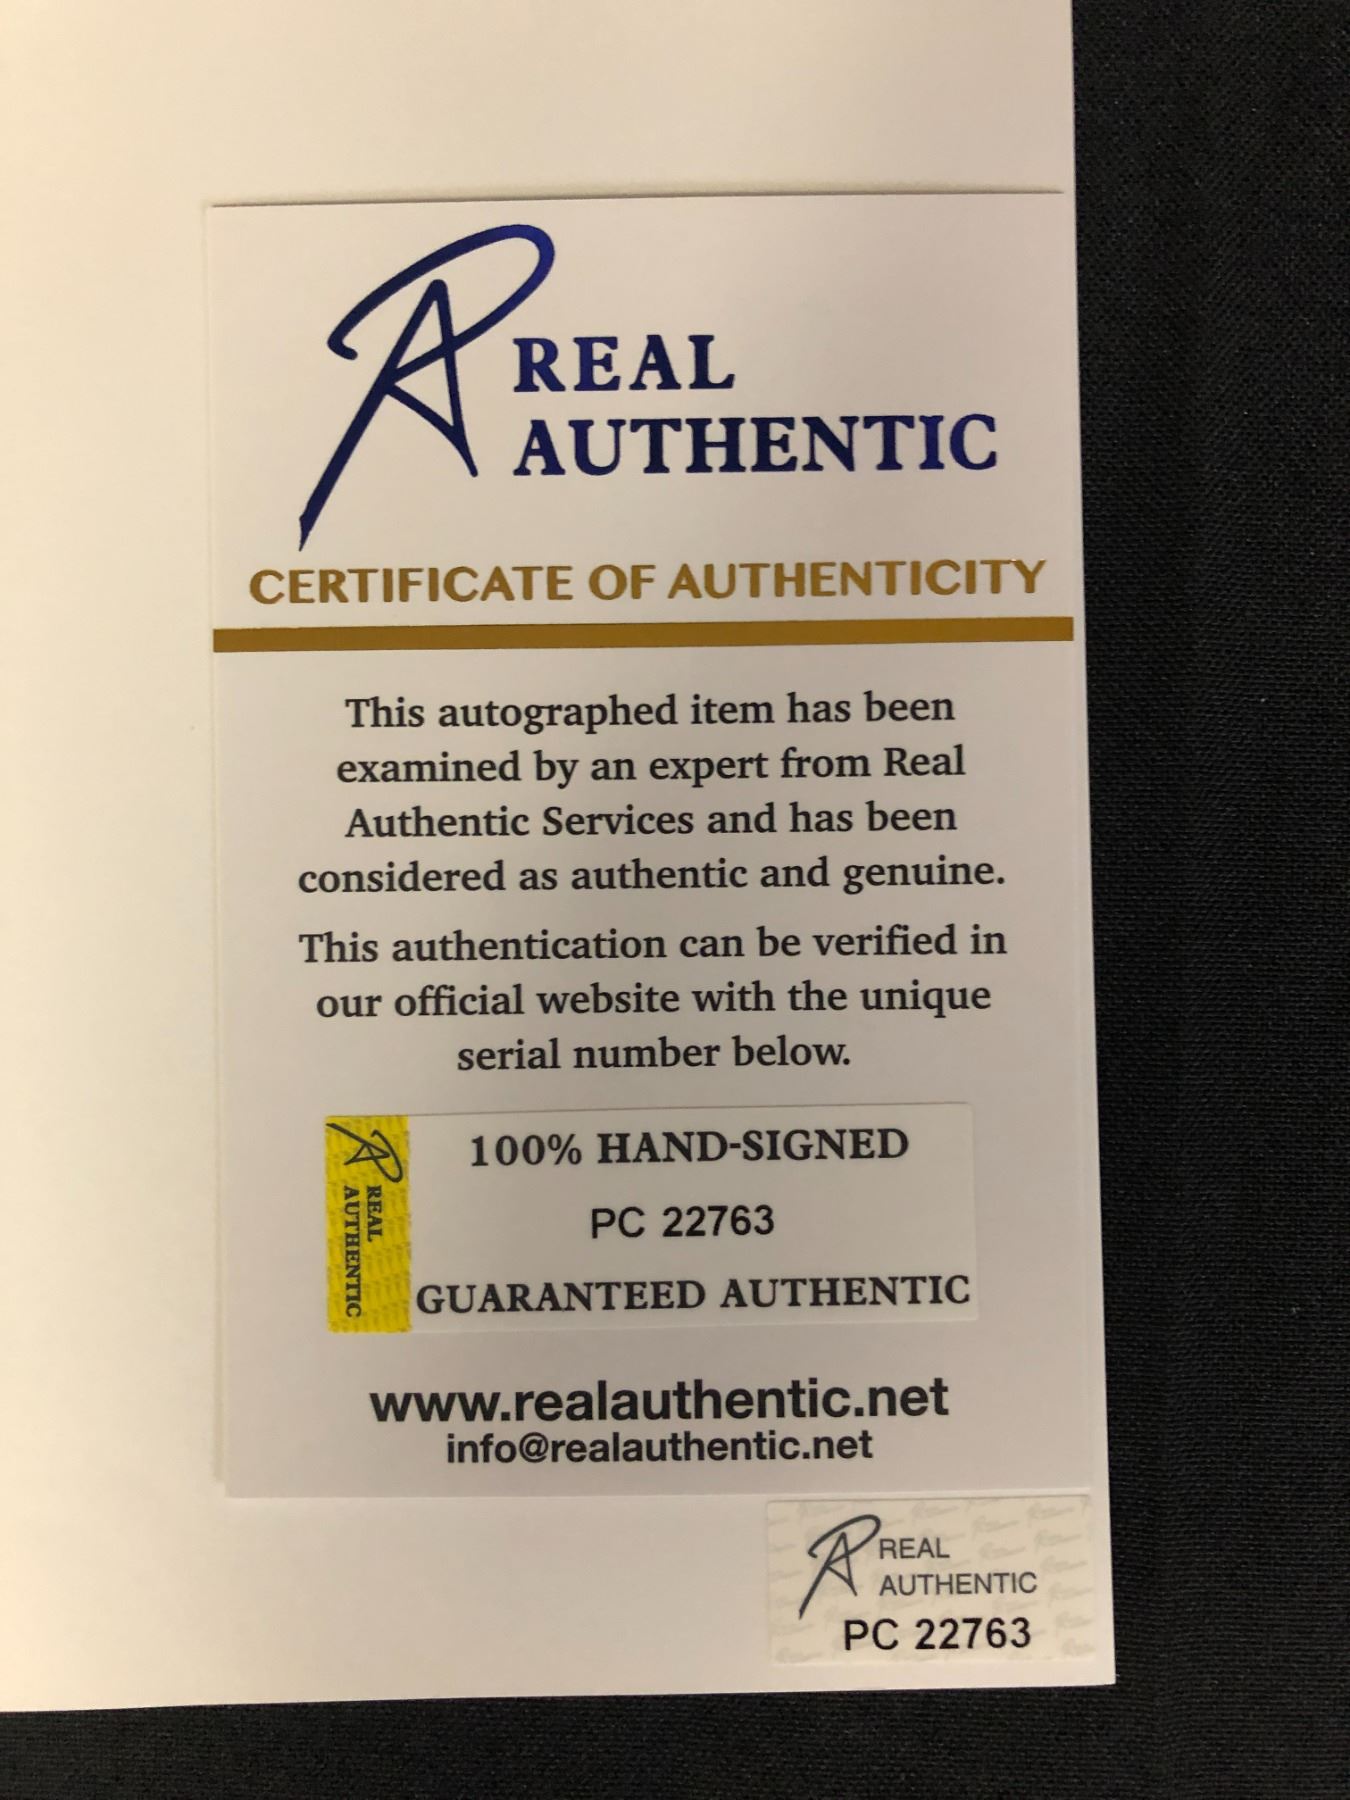 REAL
AUTHENTIC
CERTIFICATE OF AUTHENTICITY
This autographed item has been
examined by an expert from Real
Authentic Services and has been
considered as authentic and genuine.
This authentication can be verified in
our official website with the unique
serial number below.
REAL
AUTHENTIC
100% HAND-SIGNED
PC 22763
GUARANTEED AUTHENTIC
www.realauthentic.net
info@realauthentic.net
REAL
AUTHENTIC
PC 22763